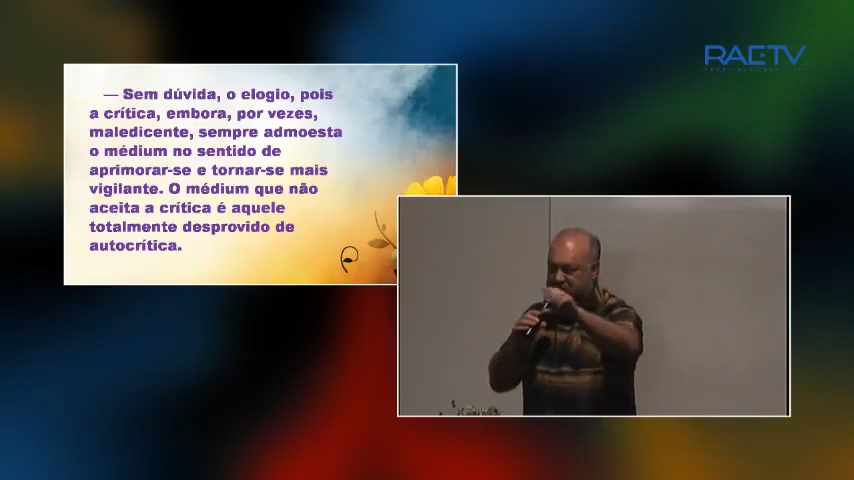 RAETV
— Sem dúvida, o elogio, pois
a crítica, embora, por vezes,
maledicente, sempre admoesta
o médium no sentido de
aprimorar-se e tornar-se mais
vigilante. O médium que não
aceita a crítica é aquele
totalmente desprovido de
autocrítica.